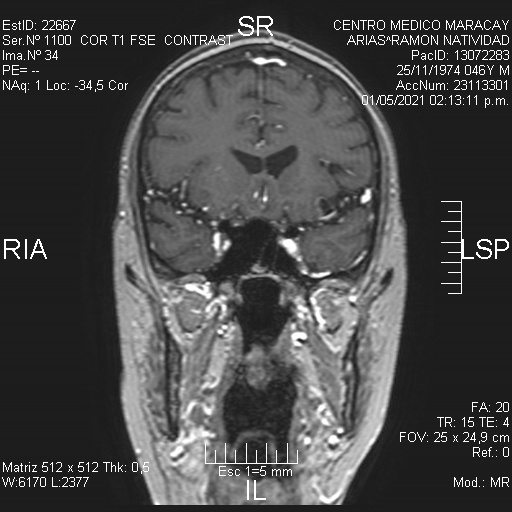 EstID: 22667
Ser.Nº 1100 COR T1 FSE CONTRAST
Ima.Nº 34
PE= --
NAq: 1 Loc: -34,5 Cor
SR
CENTRO MEDICO MARACAY
ARIAS^RAMON NATIVIDAD
PacID: 13072283
25/11/1974 046Y M
AccNum: 23113301
01/05/2021 02:13:11 p.m.
RIA
LSP
Matriz 512 x 512 Thk: 0,5
W:6170 L:2377
Esc 1=5 mm
IL
FA: 20
TR: 15 TE: 4
FOV: 25 x 24,9 cm
Ref.: 0
Mod.: MR